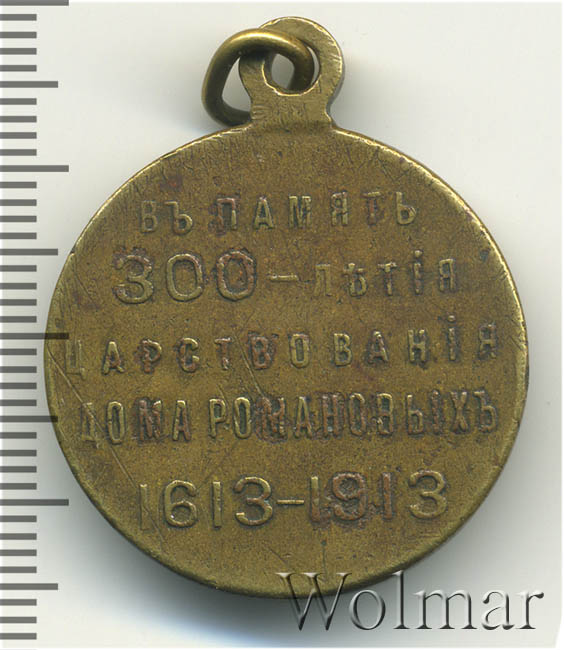 ВЪ ПАМЯТЬ
300-ЛѢТІЯ
ЦАРСТВОВАНІЯ
ДОМА РОМАНОВЫХЪ
1613-1913
Wolmar